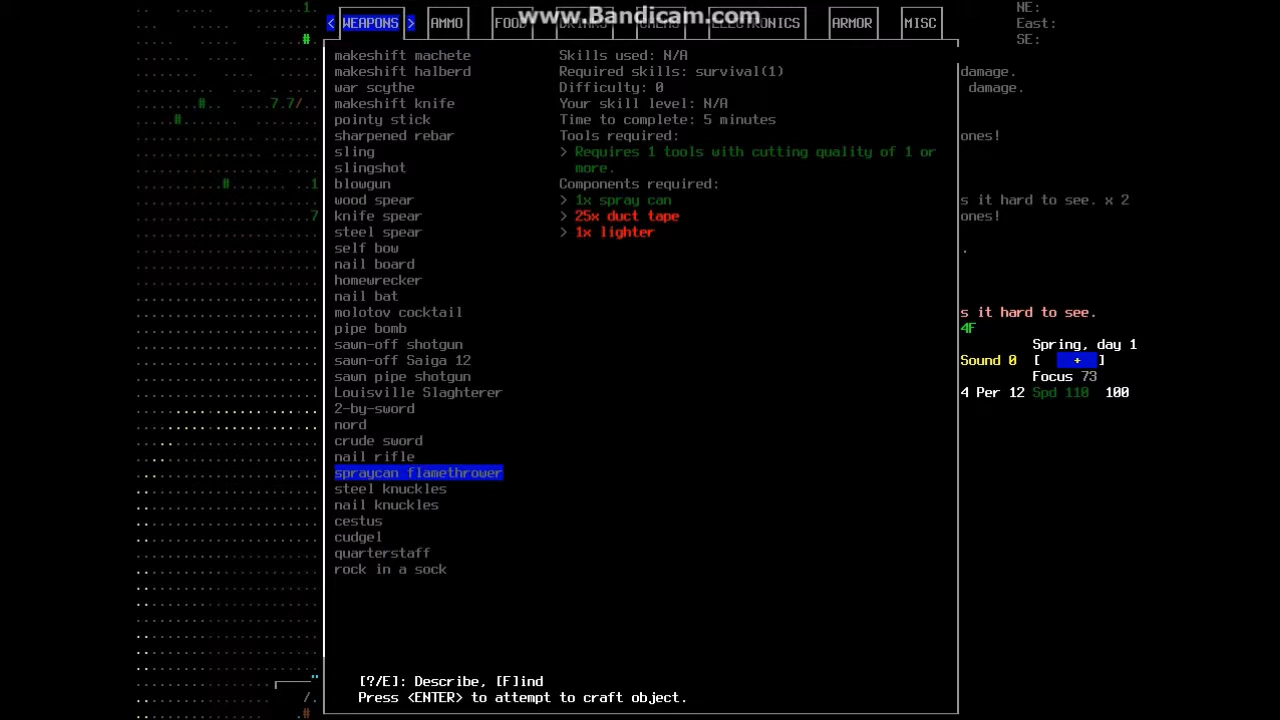 www.Bandicam.com
NE:
East:
SE:
< WEAPONS > AMMO FOOD ELECTRONICS ARMOR MISC
makeshift machete
makeshift halberd
war scythe
makeshift knife
pointy stick
sharpened rebar
sling
slingshot
blowgun
wood spear
knife spear
steel spear
self bow
nail board
homewrecker
nail bat
molotov cocktail
pipe bomb
sawn-off shotgun
sawn-off Saiga 12
sawn pipe shotgun
Louisville Slaghterer
2-by-sword
nord
crude sword
nail rifle
spraycan flamethrower
steel knuckles
nail knuckles
cestus
cudgel
quarterstaff
rock in a sock
Skills used: N/A
Required skills: survival(1)
Difficulty: 0
Your skill level: N/A
Time to complete: 5 minutes
Tools required:
> Requires 1 tools with cutting quality of 1 or
more.
Components required:
> 1x spray can
> 25x duct tape
> 1x lighter
[?/E]: Describe, [F]ind
Press <ENTER> to attempt to craft object.
damage.
damage.
ones!
s it hard to see. x 2
ones!
.
s it hard to see.
4F
Spring, day 1
Sound 0 [ + ]
Focus 73
4 Per 12 Spd 110 100